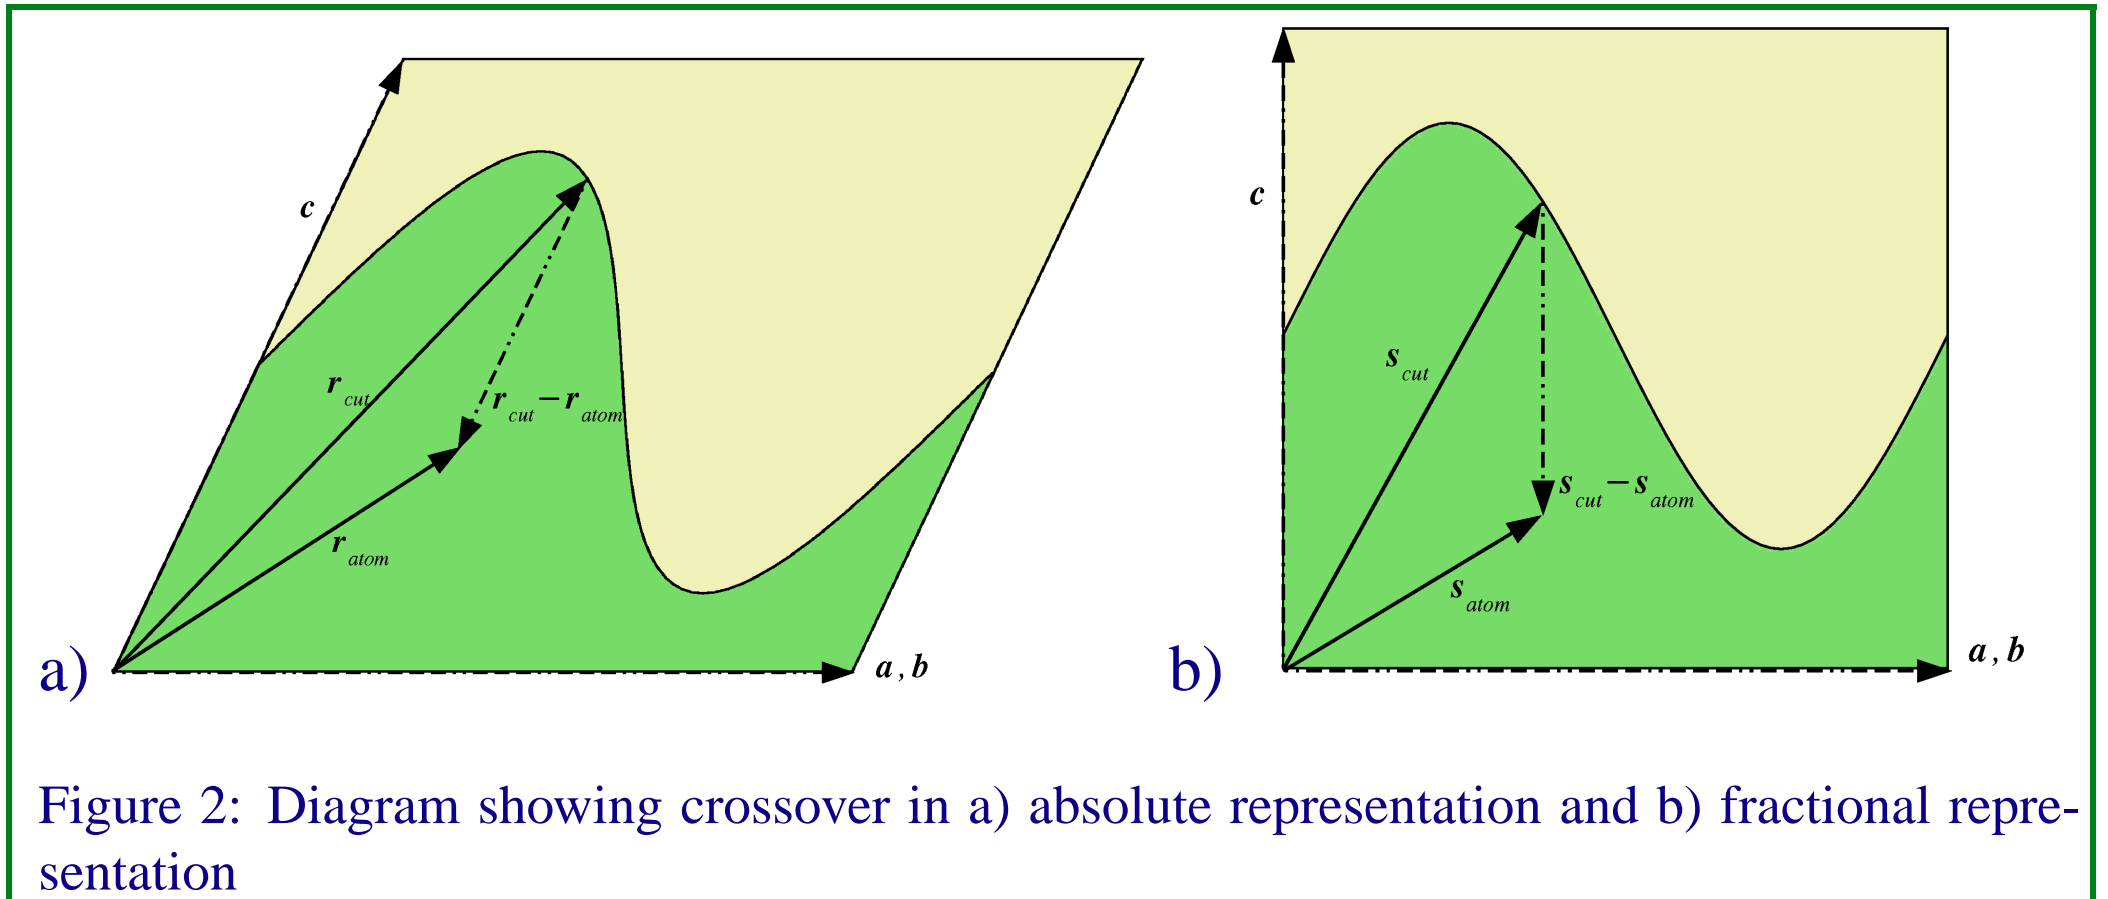 c
r cut
r cut − r atom
r atom
a)
a , b
c
s cut
s cut − s atom
s atom
b)
a , b
Figure 2: Diagram showing crossover in a) absolute representation and b) fractional repre-
sentation